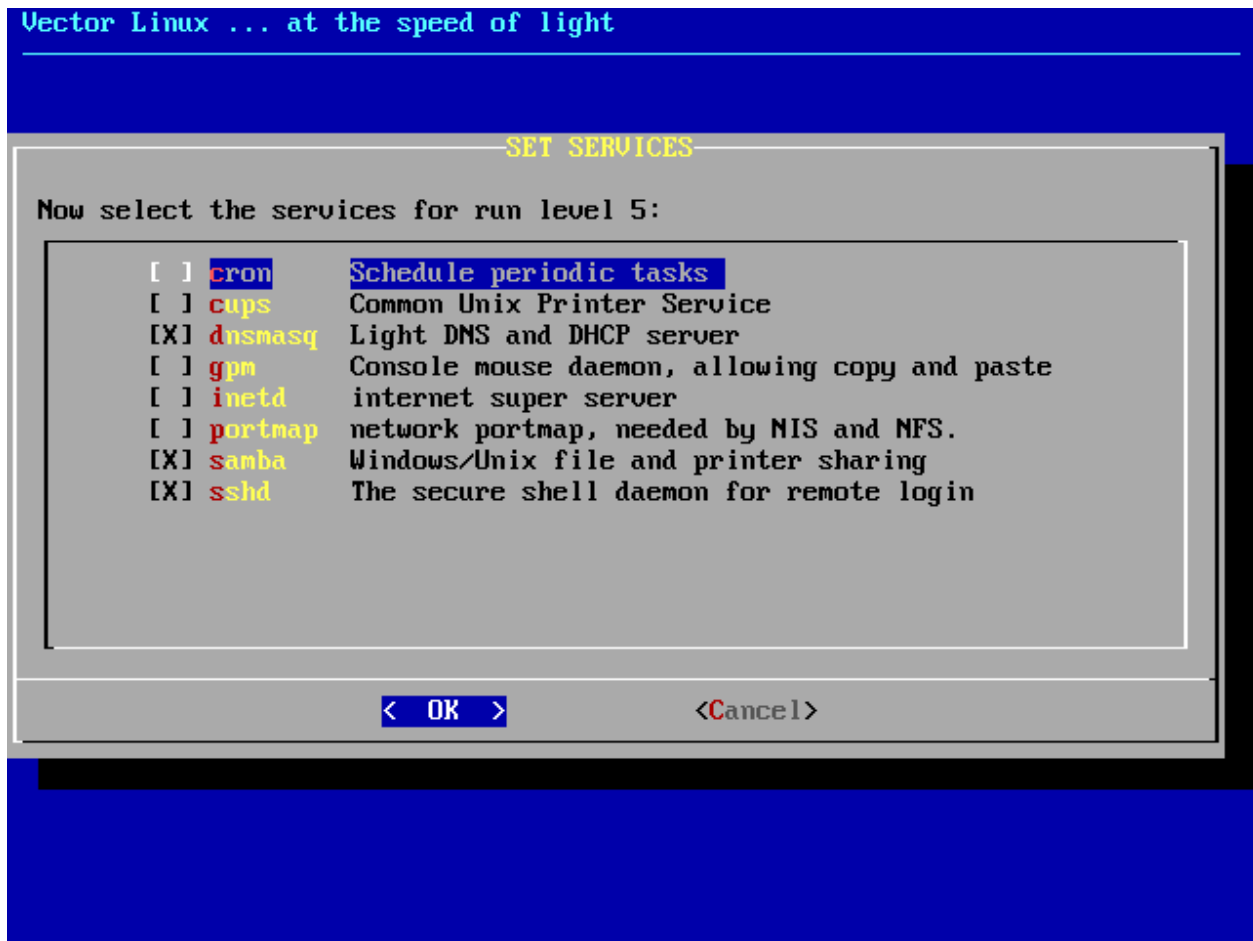 Vector Linux ... at the speed of light
SET SERVICES
Now select the services for run level 5:
[ ] cron Schedule periodic tasks
[ ] cups Common Unix Printer Service
[X] dnsmasq Light DNS and DHCP server
[ ] gpm Console mouse daemon, allowing copy and paste
[ ] inetd internet super server
[ ] portmap network portmap, needed by NIS and NFS.
[X] samba Windows/Unix file and printer sharing
[X] sshd The secure shell daemon for remote login
< OK > <Cancel>